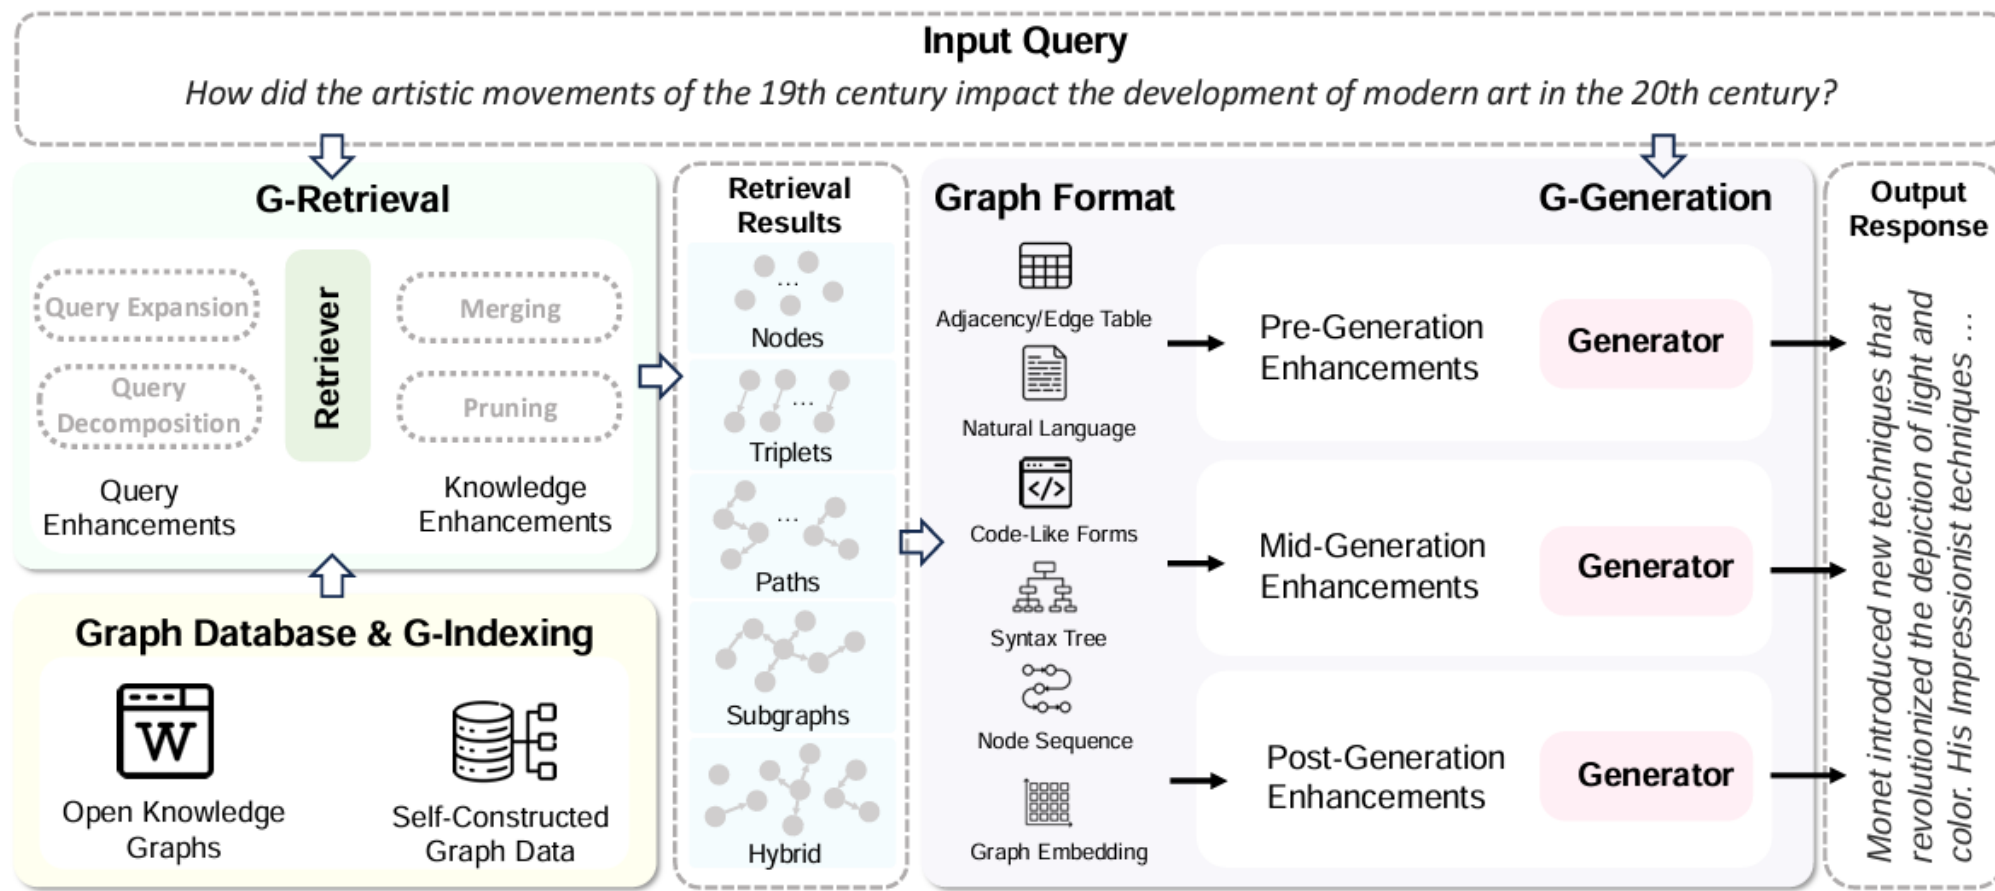 Input Query
How did the artistic movements of the 19th century impact the development of modern art in the 20th century?
G-Retrieval
Query Expansion
Query
Decomposition
Query
Enhancements
Retriever
Merging
Pruning
Knowledge
Enhancements
Graph Database & G-Indexing
W
Open Knowledge
Graphs
Self-Constructed
Graph Data
Retrieval
Results
...
Nodes
...
Triplets
...
Paths
Subgraphs
Hybrid
Graph Format
Adjacency/Edge Table
Natural Language
</>
Code-Like Forms
Syntax Tree
Node Sequence
Graph Embedding
G-Generation
Pre-Generation
Enhancements
Generator
Mid-Generation
Enhancements
Generator
Post-Generation
Enhancements
Generator
Output
Response
Monet introduced new techniques that
revolutionized the depiction of light and
color. His Impressionist techniques ...